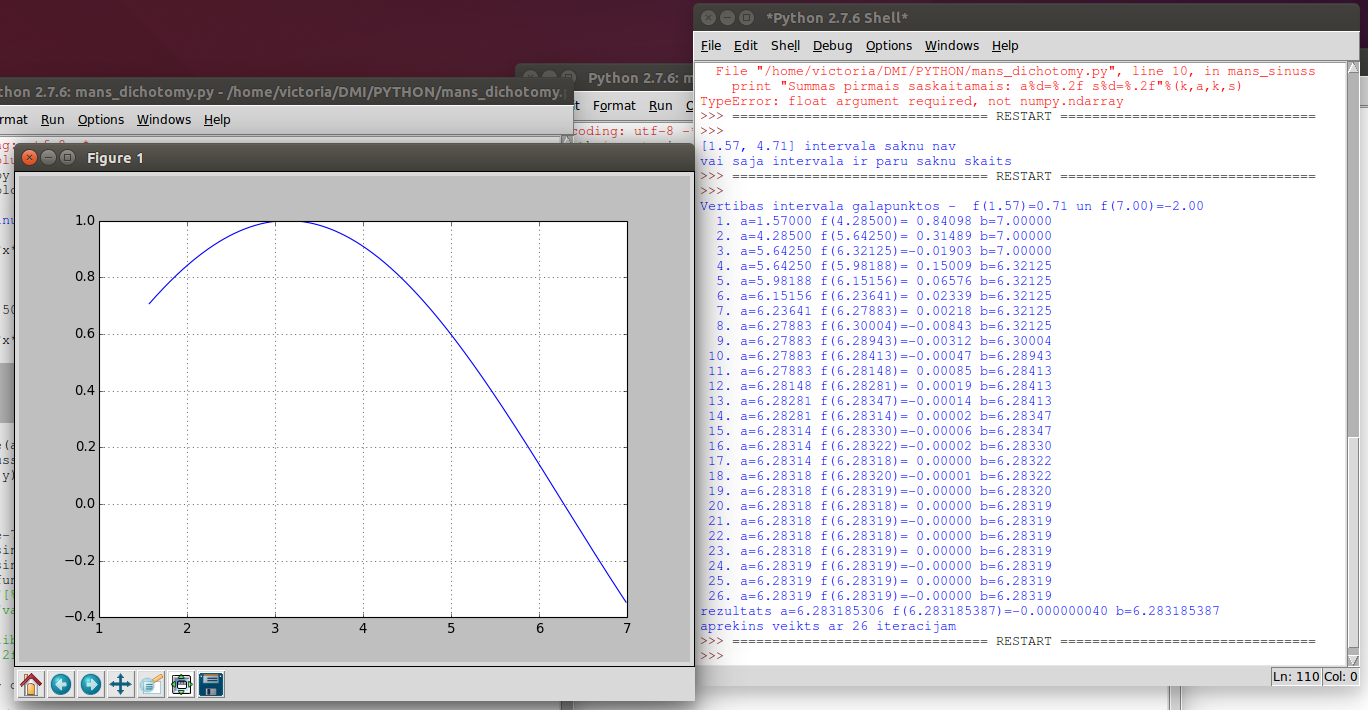 Python 2.7.6: mans_dichotomy.py - /home/victoria/DMI/PYTHON/mans_dichotomy.
Run Options Windows Help
Python 2.7.6:
Format Run
coding: utf-8
Figure 1
1.0
0.8
0.6
0.4
0.2
0.0
−0.2
−0.4
1 2 3 4 5 6 7
*Python 2.7.6 Shell*
File Edit Shell Debug Options Windows Help
File "/home/victoria/DMI/PYTHON/mans_dichotomy.py", line 10, in mans_sinuss
print "Summas pirmais saskaitamais: a%d=%.2f s%d=%.2f"%(k,a,k,s)
TypeError: float argument required, not numpy.ndarray
>>> ================================ RESTART ================================
>>>
[1.57, 4.71] intervala saknu nav
vai saja intervala ir paru saknu skaits
>>> ================================ RESTART ================================
>>>
Vertibas intervala galapunktos - f(1.57)=0.71 un f(7.00)=-2.00
1. a=1.57000 f(4.28500)= 0.84098 b=7.00000
2. a=4.28500 f(5.64250)= 0.31489 b=7.00000
3. a=5.64250 f(6.32125)=-0.01903 b=7.00000
4. a=5.64250 f(5.98188)= 0.15009 b=6.32125
5. a=5.98188 f(6.15156)= 0.06576 b=6.32125
6. a=6.15156 f(6.23641)= 0.02339 b=6.32125
7. a=6.23641 f(6.27883)= 0.00218 b=6.32125
8. a=6.27883 f(6.30004)=-0.00843 b=6.32125
9. a=6.27883 f(6.28943)=-0.00312 b=6.30004
10. a=6.27883 f(6.28413)=-0.00047 b=6.28943
11. a=6.27883 f(6.28148)= 0.00085 b=6.28413
12. a=6.28148 f(6.28281)= 0.00019 b=6.28413
13. a=6.28281 f(6.28347)=-0.00014 b=6.28413
14. a=6.28281 f(6.28314)= 0.00002 b=6.28347
15. a=6.28314 f(6.28330)=-0.00006 b=6.28347
16. a=6.28314 f(6.28322)=-0.00002 b=6.28330
17. a=6.28314 f(6.28318)= 0.00000 b=6.28322
18. a=6.28318 f(6.28320)=-0.00001 b=6.28322
19. a=6.28318 f(6.28319)=-0.00000 b=6.28320
20. a=6.28318 f(6.28318)= 0.00000 b=6.28319
21. a=6.28318 f(6.28319)=-0.00000 b=6.28319
22. a=6.28318 f(6.28318)= 0.00000 b=6.28319
23. a=6.28318 f(6.28319)= 0.00000 b=6.28319
24. a=6.28319 f(6.28319)=-0.00000 b=6.28319
25. a=6.28319 f(6.28319)= 0.00000 b=6.28319
26. a=6.28319 f(6.28319)=-0.00000 b=6.28319
rezultats a=6.283185306 f(6.283185387)=-0.000000040 b=6.283185387
aprekins veikts ar 26 iteracijam
>>> ================================ RESTART ================================
>>>
Ln: 110 Col: 0